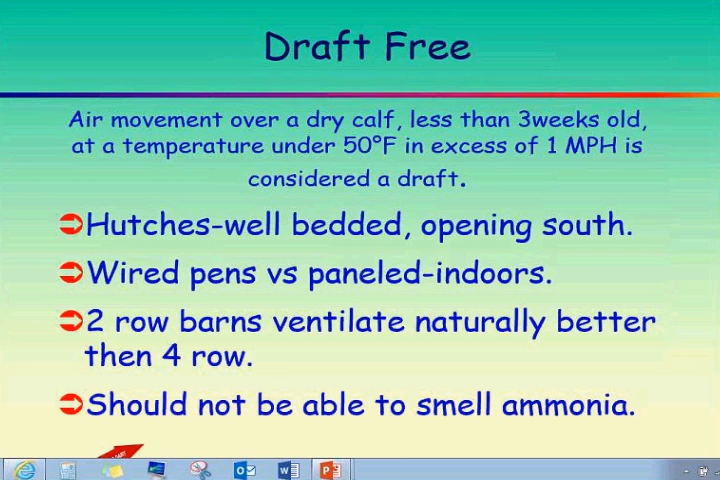 Draft Free
Air movement over a dry calf, less than 3weeks old,
at a temperature under 50°F in excess of 1 MPH is
considered a draft.
Hutches-well bedded, opening south.
Wired pens vs paneled-indoors.
2 row barns ventilate naturally better
then 4 row.
Should not be able to smell ammonia.